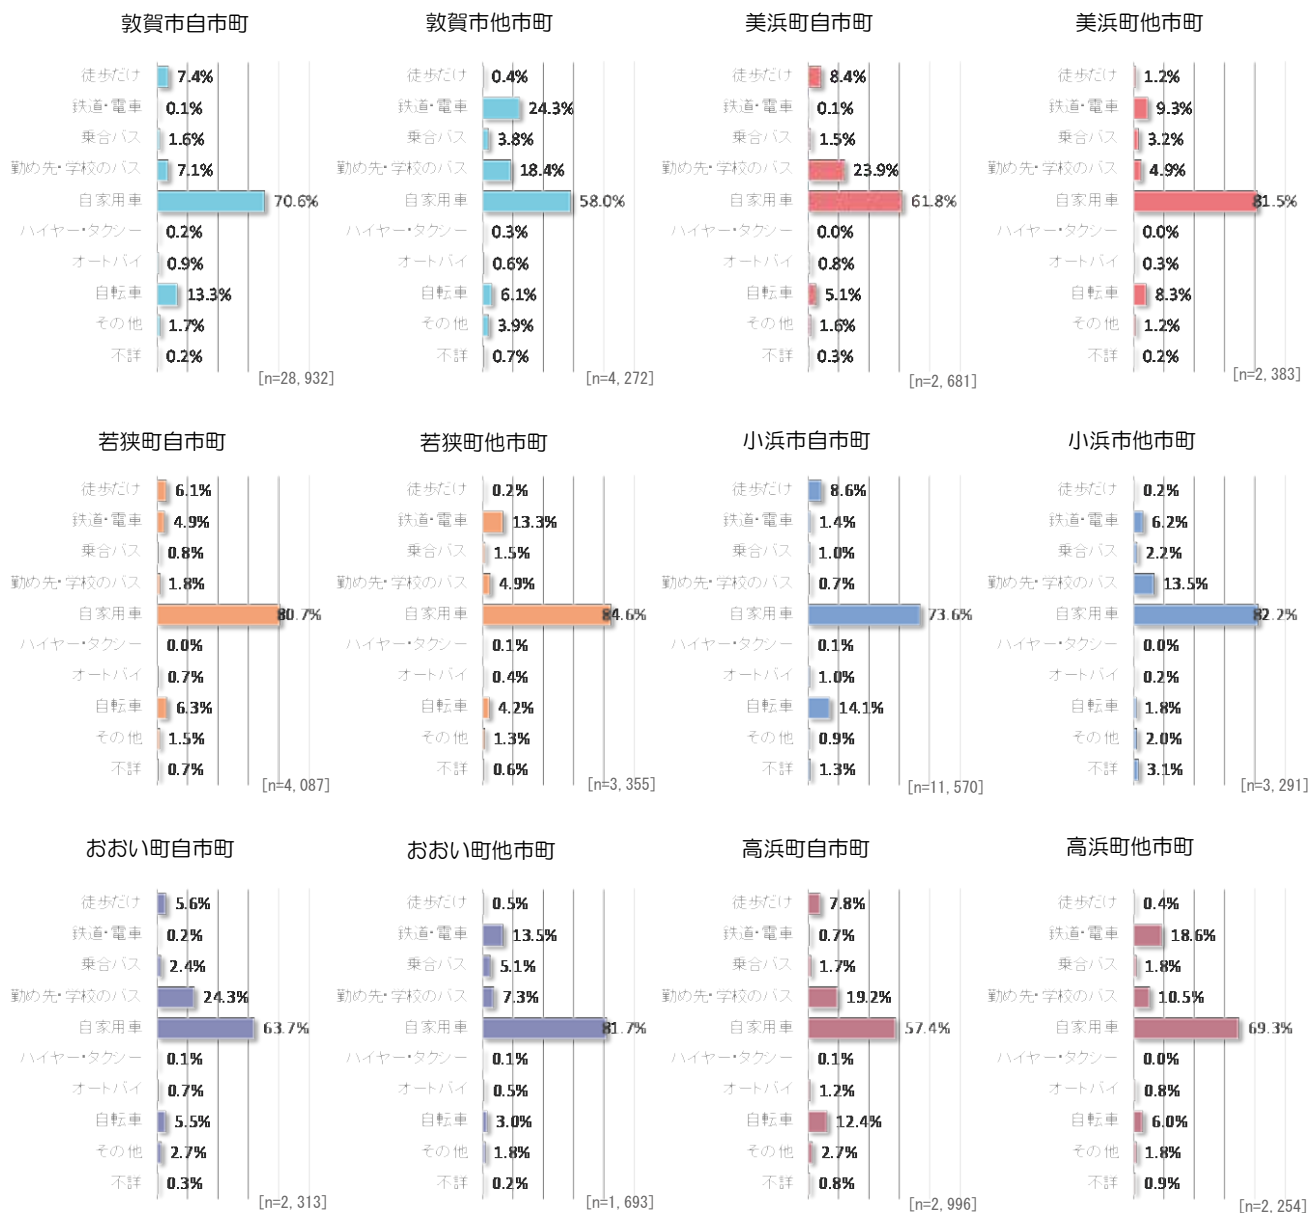 敦賀市自市町
徒歩だけ 7.4%
鉄道・電車 0.1%
乗合バス 1.6%
勤め先・学校のバス 7.1%
自家用車 70.6%
ハイヤー・タクシー 0.2%
オートバイ 0.9%
自転車 13.3%
その他 1.7%
不詳 0.2%
[n=28,932]
敦賀市他市町
徒歩だけ 0.4%
鉄道・電車 24.3%
乗合バス 3.8%
勤め先・学校のバス 18.4%
自家用車 58.0%
ハイヤー・タクシー 0.3%
オートバイ 0.6%
自転車 6.1%
その他 3.9%
不詳 0.7%
[n=4,272]
美浜町自市町
徒歩だけ 8.4%
鉄道・電車 0.1%
乗合バス 1.5%
勤め先・学校のバス 23.9%
自家用車 61.8%
ハイヤー・タクシー 0.0%
オートバイ 0.8%
自転車 5.1%
その他 1.6%
不詳 0.3%
[n=2,681]
美浜町他市町
徒歩だけ 1.2%
鉄道・電車 9.3%
乗合バス 3.2%
勤め先・学校のバス 4.9%
自家用車 81.5%
ハイヤー・タクシー 0.0%
オートバイ 0.3%
自転車 8.3%
その他 1.2%
不詳 0.2%
[n=2,383]
若狭町自市町
徒歩だけ 6.1%
鉄道・電車 4.9%
乗合バス 0.8%
勤め先・学校のバス 1.8%
自家用車 80.7%
ハイヤー・タクシー 0.0%
オートバイ 0.7%
自転車 6.3%
その他 1.5%
不詳 0.7%
[n=4,087]
若狭町他市町
徒歩だけ 0.2%
鉄道・電車 13.3%
乗合バス 1.5%
勤め先・学校のバス 4.9%
自家用車 84.6%
ハイヤー・タクシー 0.1%
オートバイ 0.4%
自転車 4.2%
その他 1.3%
不詳 0.6%
[n=3,355]
小浜市自市町
徒歩だけ 8.6%
鉄道・電車 1.4%
乗合バス 1.0%
勤め先・学校のバス 0.7%
自家用車 73.6%
ハイヤー・タクシー 0.1%
オートバイ 1.0%
自転車 14.1%
その他 0.9%
不詳 1.3%
[n=11,570]
小浜市他市町
徒歩だけ 0.2%
鉄道・電車 6.2%
乗合バス 2.2%
勤め先・学校のバス 13.5%
自家用車 82.2%
ハイヤー・タクシー 0.0%
オートバイ 0.2%
自転車 1.8%
その他 2.0%
不詳 3.1%
[n=3,291]
おおい町自市町
徒歩だけ 5.6%
鉄道・電車 0.2%
乗合バス 2.4%
勤め先・学校のバス 24.3%
自家用車 63.7%
ハイヤー・タクシー 0.1%
オートバイ 0.7%
自転車 5.5%
その他 2.7%
不詳 0.3%
[n=2,313]
おおい町他市町
徒歩だけ 0.5%
鉄道・電車 13.5%
乗合バス 5.1%
勤め先・学校のバス 7.3%
自家用車 81.7%
ハイヤー・タクシー 0.1%
オートバイ 0.5%
自転車 3.0%
その他 1.8%
不詳 0.2%
[n=1,693]
高浜町自市町
徒歩だけ 7.8%
鉄道・電車 0.7%
乗合バス 1.7%
勤め先・学校のバス 19.2%
自家用車 57.4%
ハイヤー・タクシー 0.1%
オートバイ 1.2%
自転車 12.4%
その他 2.7%
不詳 0.8%
[n=2,996]
高浜町他市町
徒歩だけ 0.4%
鉄道・電車 18.6%
乗合バス 1.8%
勤め先・学校のバス 10.5%
自家用車 69.3%
ハイヤー・タクシー 0.0%
オートバイ 0.8%
自転車 6.0%
その他 1.8%
不詳 0.9%
[n=2,254]